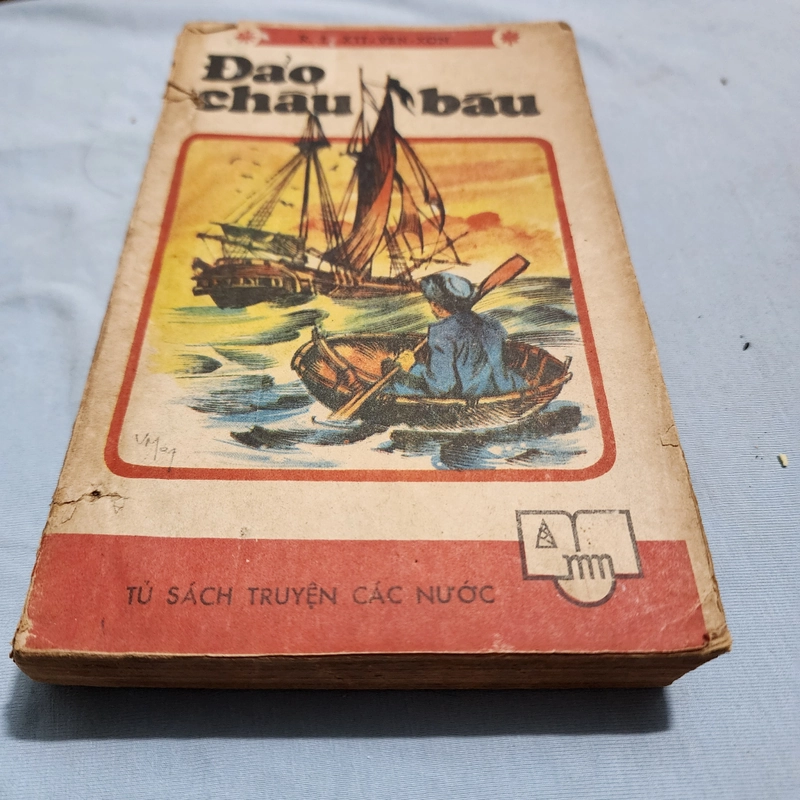 R. L. XTI-VEN-XƠN
Đảo
châu báu
TỦ SÁCH TRUYỆN CÁC NƯỚC